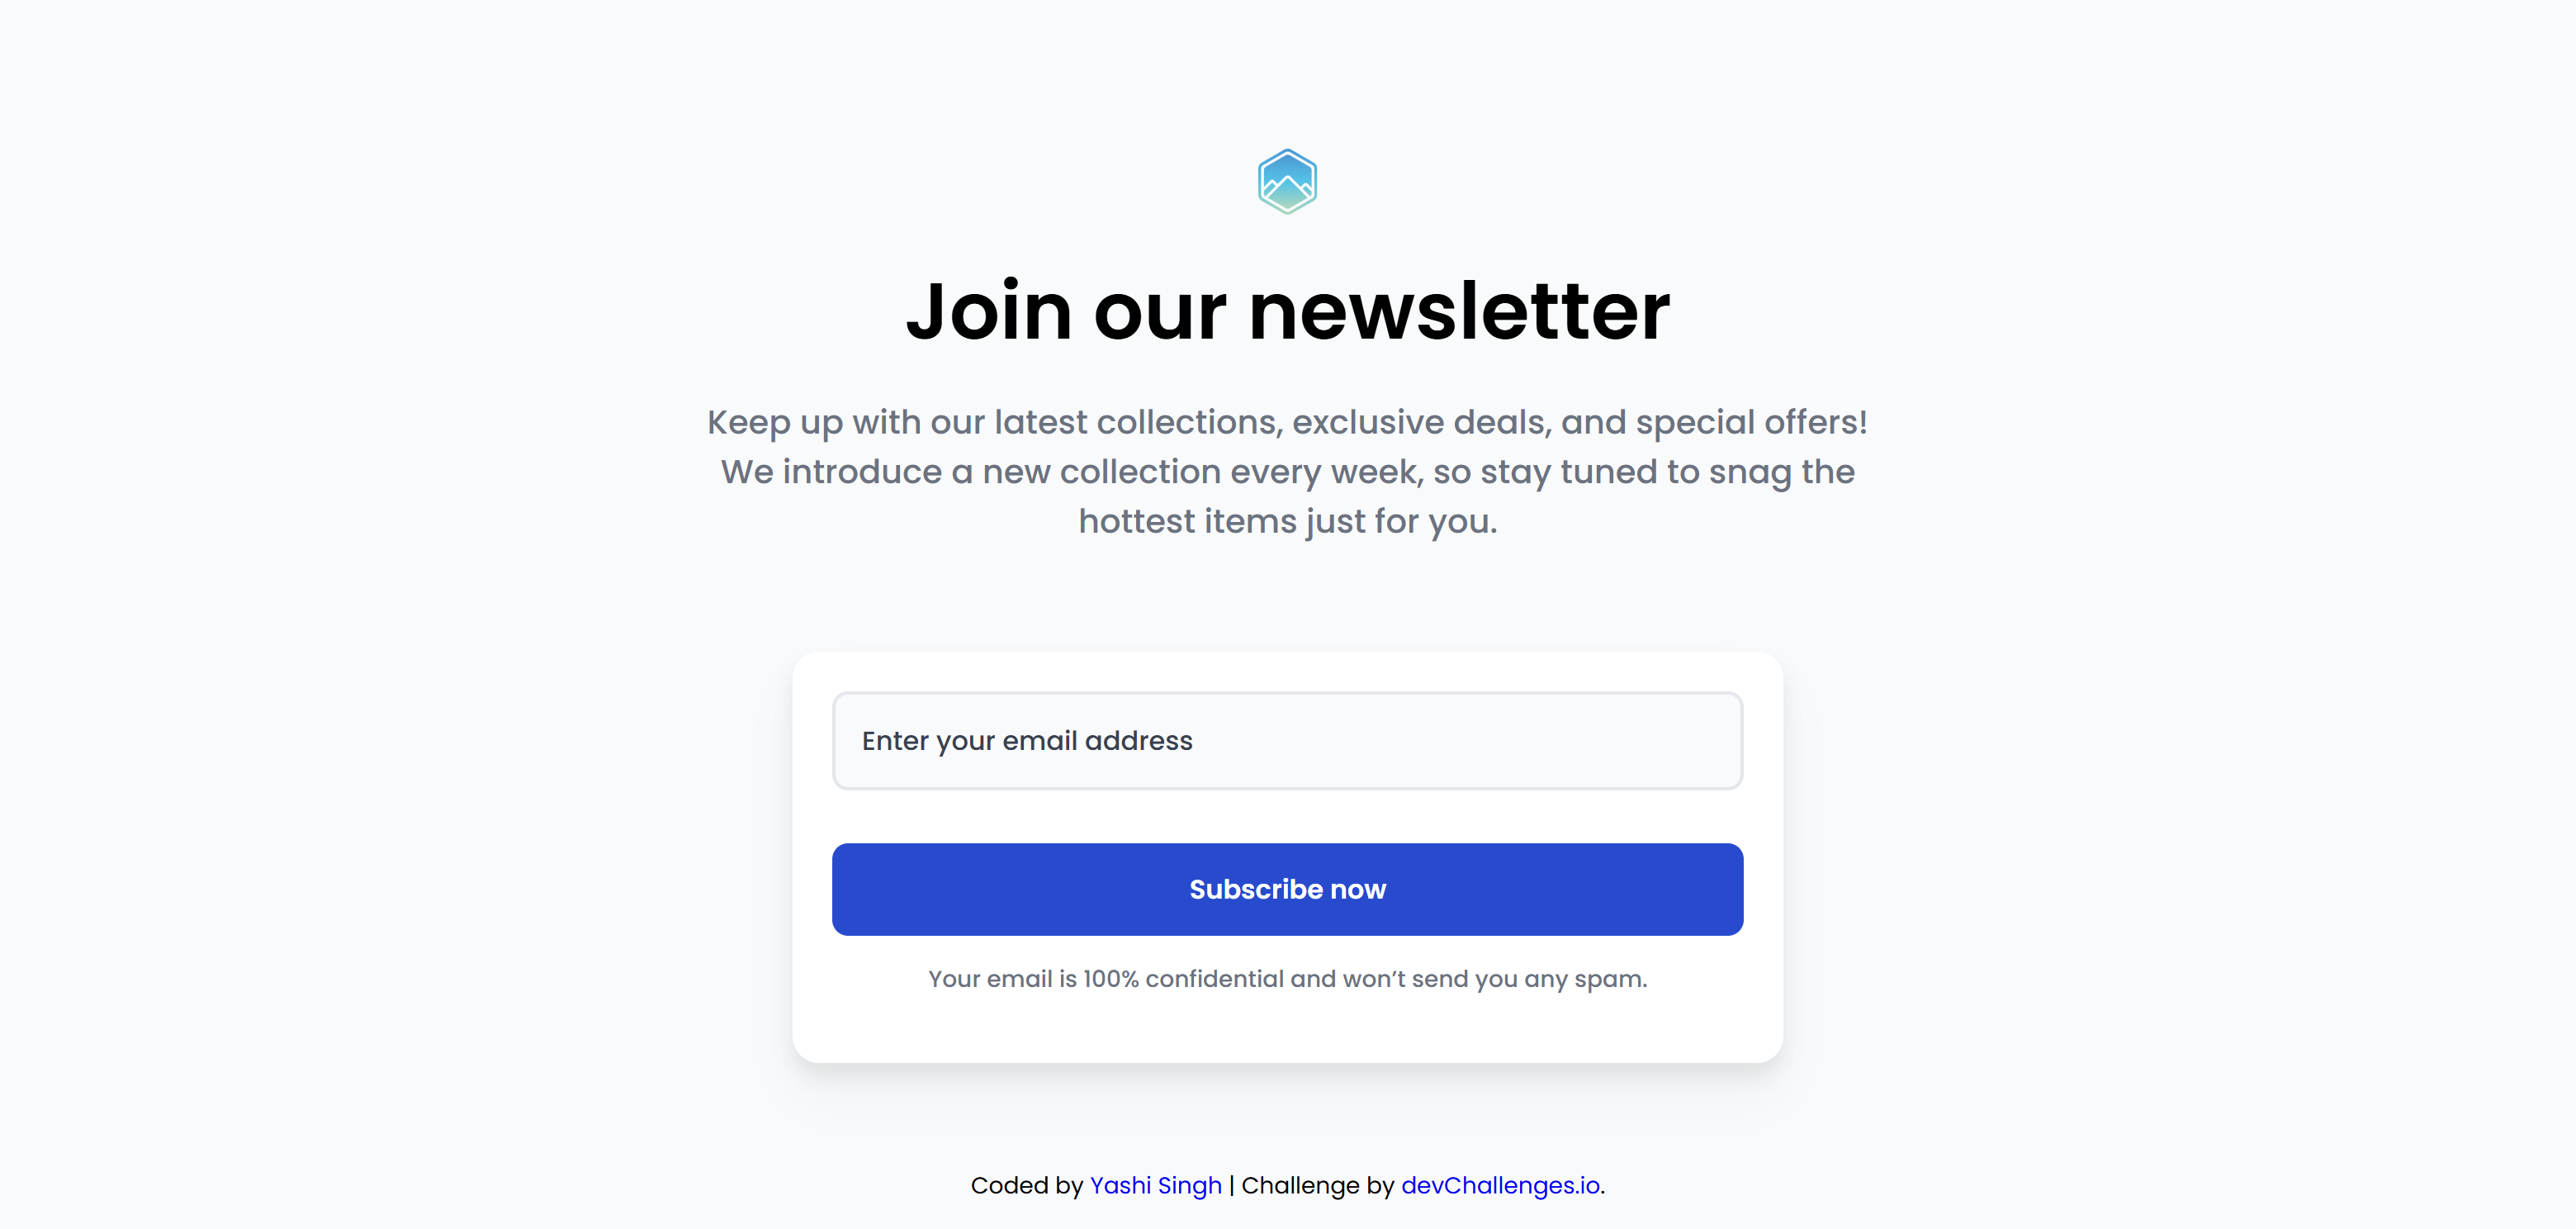 Join our newsletter
Keep up with our latest collections, exclusive deals, and special offers!
We introduce a new collection every week, so stay tuned to snag the
hottest items just for you.
Enter your email address
Subscribe now
Your email is 100% confidential and won’t send you any spam.
Coded by Yashi Singh | Challenge by devChallenges.io.